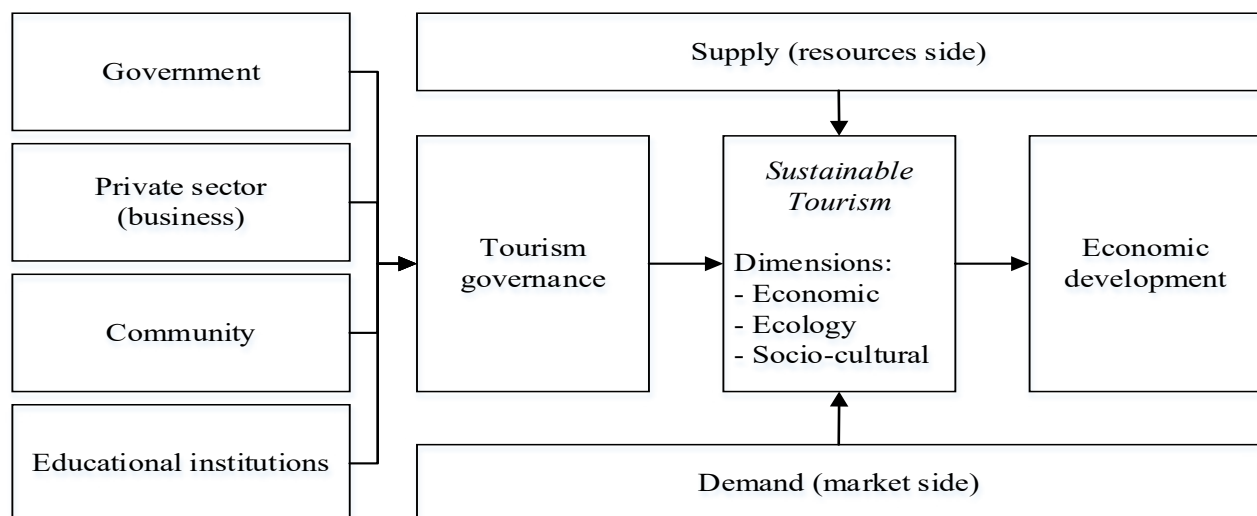 Government
Private sector
(business)
Community
Educational institutions
Supply (resources side)
Tourism
governance
Sustainable
Tourism
Dimensions:
- Economic
- Ecology
- Socio-cultural
Economic
development
Demand (market side)